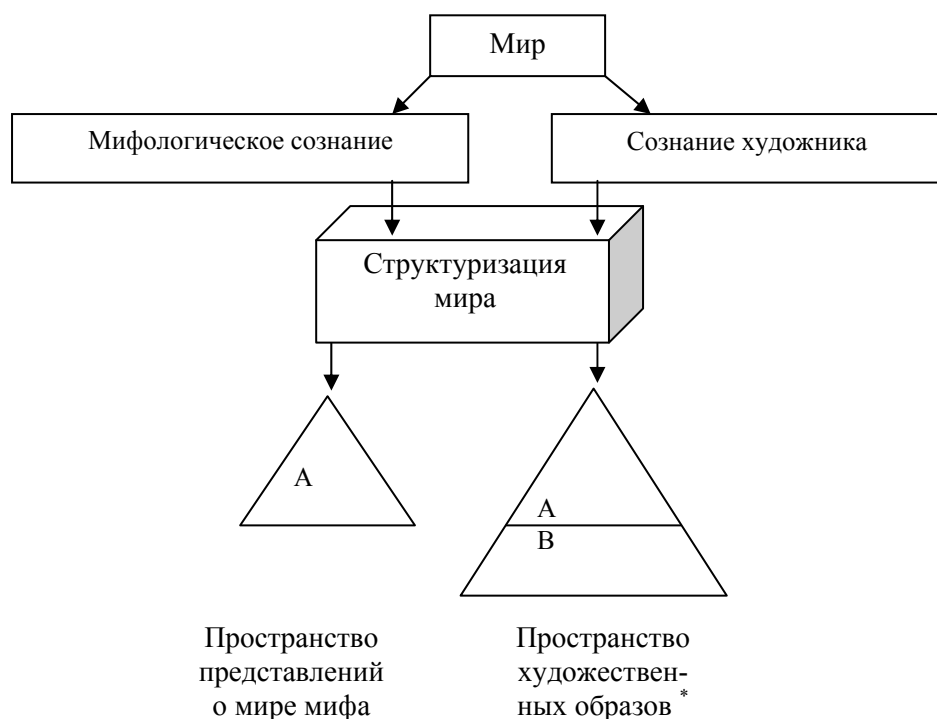 Мир
Мифологическое сознание
Сознание художника
Структуризация
мира
А
А
В
Пространство
представлений
о мире мифа
Пространство
художествен-
ных образов *